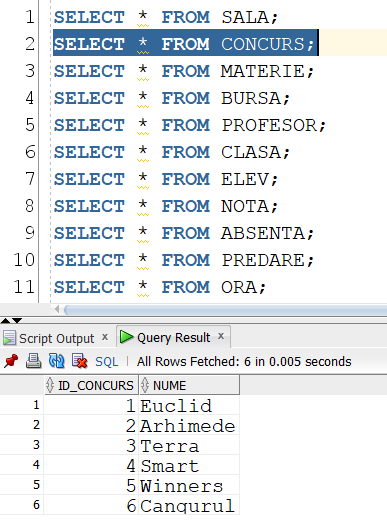 1 SELECT * FROM SALA;
2 SELECT * FROM CONCURS;
3 SELECT * FROM MATERIE;
4 SELECT * FROM BURSA;
5 SELECT * FROM PROFESOR;
6 SELECT * FROM CLASA;
7 SELECT * FROM ELEV;
8 SELECT * FROM NOTA;
9 SELECT * FROM ABSENTA;
10 SELECT * FROM PREDARE;
11 SELECT * FROM ORA;
Script Output x Query Result x
SQL | All Rows Fetched: 6 in 0.005 seconds
ID_CONCURS NUME
1 1 Euclid
2 2 Arhimede
3 3 Terra
4 4 Smart
5 5 Winners
6 6 Cangurul